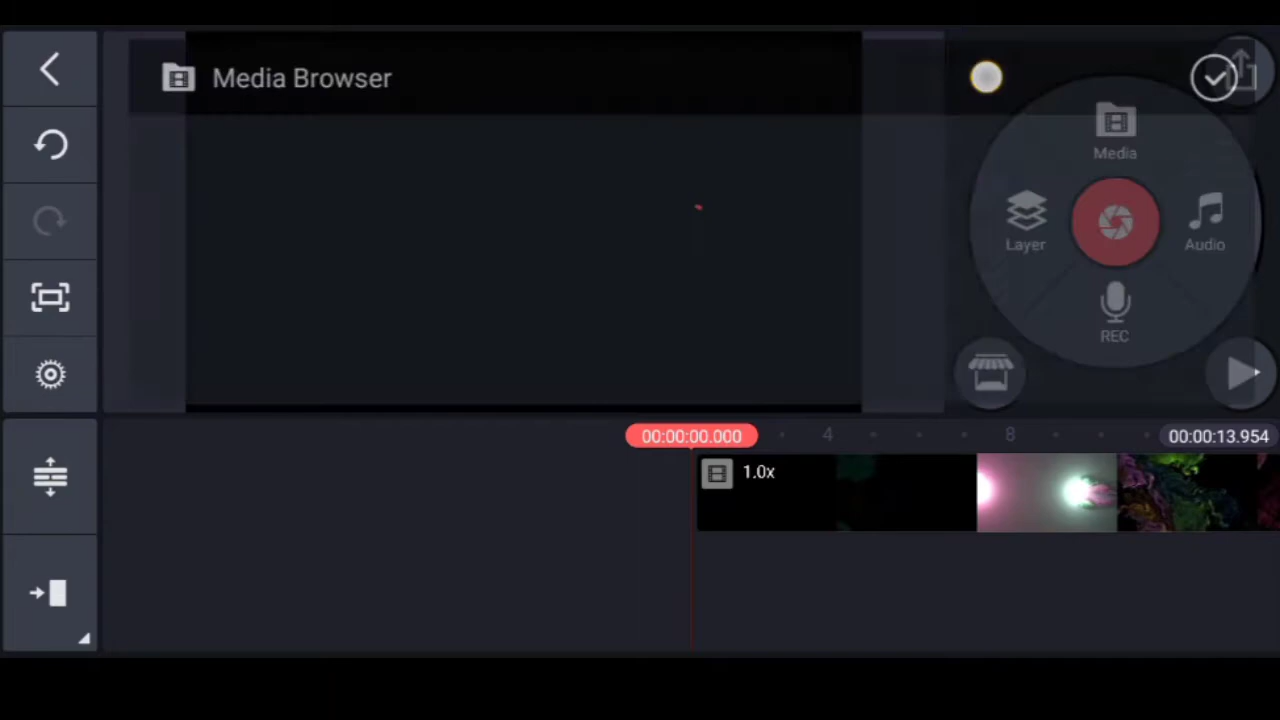 Media Browser
Media
Layer
Audio
REC
00:00:00.000
4
8
00:00:13.954
1.0x